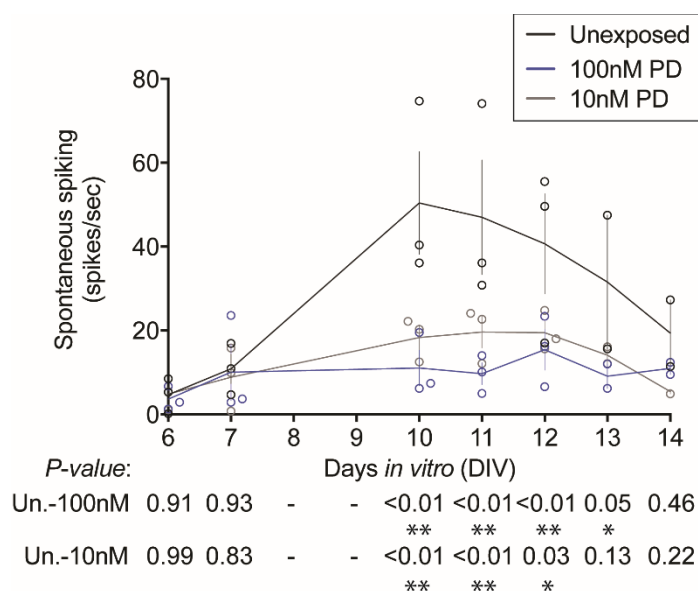 Unexposed
100nM PD
10nM PD
80
60
40
20
0
Spontaneous spiking
(spikes/sec)
6 7 8 9 10 11 12 13 14
P-value: Days in vitro (DIV)
Un.-100nM 0.91 0.93 - - <0.01 <0.01 <0.01 0.05 0.46
** ** ** *
Un.-10nM 0.99 0.83 - - <0.01 <0.01 0.03 0.13 0.22
** ** *